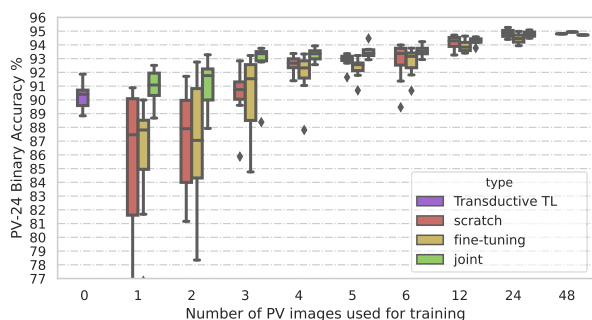 96
95
94
93
92
91
90
89
88
87
86
85
84
83
82
81
80
79
78
77
PV-24 Binary Accuracy %
type
Transductive TL
scratch
fine-tuning
joint
0 1 2 3 4 5 6 12 24 48
Number of PV images used for training